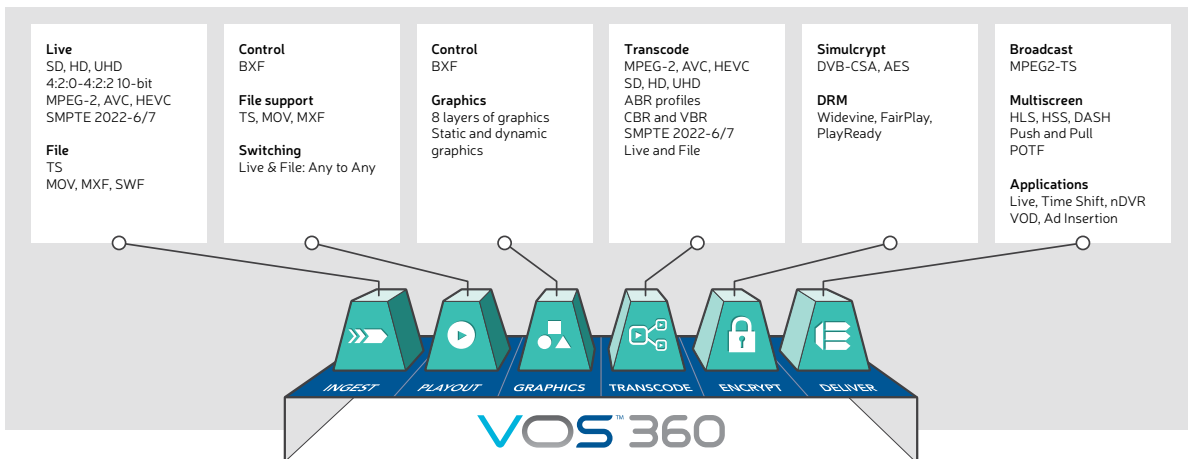 Live
SD, HD, UHD
4:2:0-4:2:2 10-bit
MPEG-2, AVC, HEVC
SMPTE 2022-6/7
File
TS
MOV, MXF, SWF
Control
BXF
File support
TS, MOV, MXF
Switching
Live & File: Any to Any
Control
BXF
Graphics
8 layers of graphics
Static and dynamic
graphics
Transcode
MPEG-2, AVC, HEVC
SD, HD, UHD
ABR profiles
CBR and VBR
SMPTE 2022-6/7
Live and File
Simulcrypt
DVB-CSA, AES
DRM
Widevine, FairPlay,
PlayReady
Broadcast
MPEG2-TS
Multiscreen
HLS, HSS, DASH
Push and Pull
POTF
Applications
Live, Time Shift, nDVR
VOD, Ad Insertion
INGEST
PLAYOUT
GRAPHICS
TRANSCODE
ENCRYPT
DELIVER
VOS™ 360